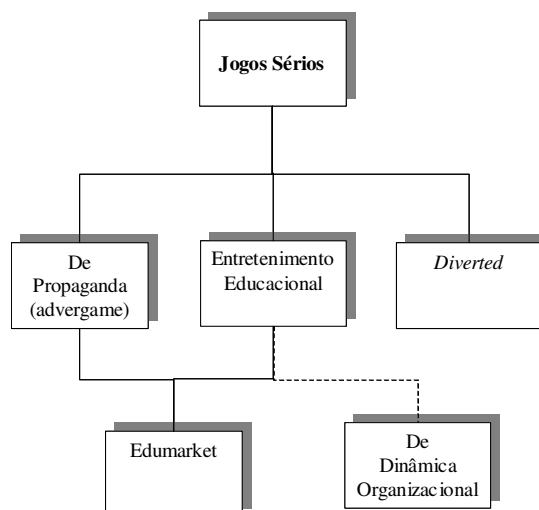 Jogos Sérios
De
Propaganda
(advergame)
Entretenimento
Educacional
Diverted
Edumarket
De
Dinâmica
Organizacional